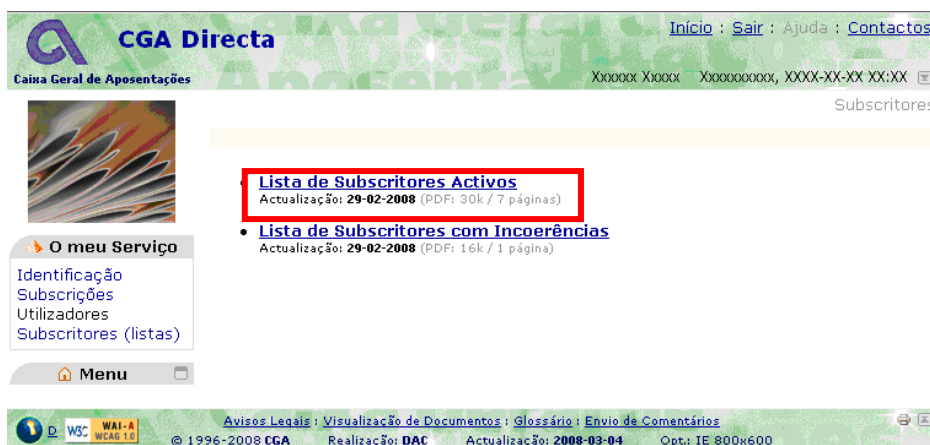 CGA Directa
Início : Sair : Ajuda : Contactos
Caixa Geral de Aposentações
Xxxxxx Xxxxx Xxxxxxxxxx, XXXX-XX-XX XX:XX
Subscritores
Lista de Subscritores Activos
Actualização: 29-02-2008 (PDF: 30k / 7 páginas)
Lista de Subscritores com Incoerências
Actualização: 29-02-2008 (PDF: 16k / 1 página)
O meu Serviço
Identificação
Subscrições
Utilizadores
Subscritores (listas)
Menu
D W3C WAI-A WCAG 1.0
Avisos Legais : Visualização de Documentos : Glossário : Envio de Comentários
© 1996-2008 CGA Realização: DAC Actualização: 2008-03-04 Opt.: IE 800x600